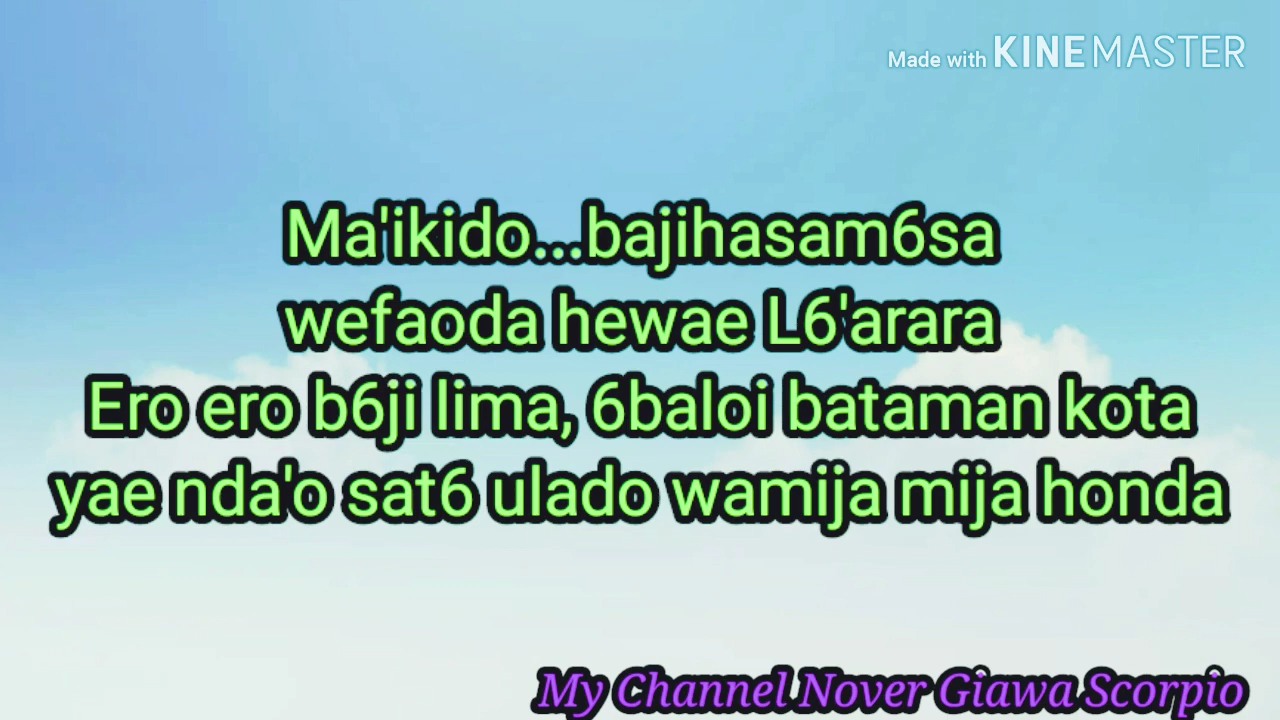 Made with KINEMASTER
Ma'ikido...bajihasam6sa
wefaoda hewae L6'arara
Ero ero b6ji lima, 6baloi bataman kota
yae nda'o sat6 ulado wamija mija honda
My Channel Nover Giawa Scorpio